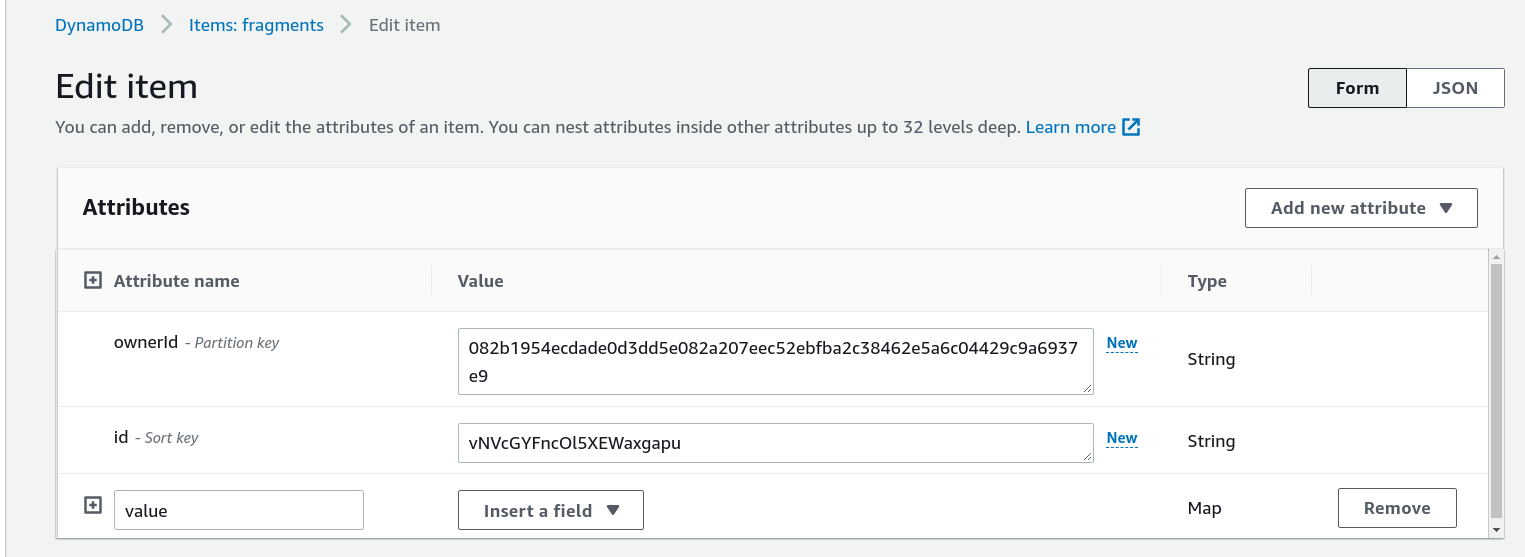 DynamoDB > Items: fragments > Edit item
Edit item
Form JSON
You can add, remove, or edit the attributes of an item. You can nest attributes inside other attributes up to 32 levels deep. Learn more
Attributes
Add new attribute
Attribute name Value Type
ownerId - Partition key
082b1954ecdade0d3dd5e082a207eec52ebfba2c38462e5a6c04429c9a6937
e9
New
String
id - Sort key
vNVcGYFncOl5XEWaxgapu
New
String
value
Insert a field
Map
Remove